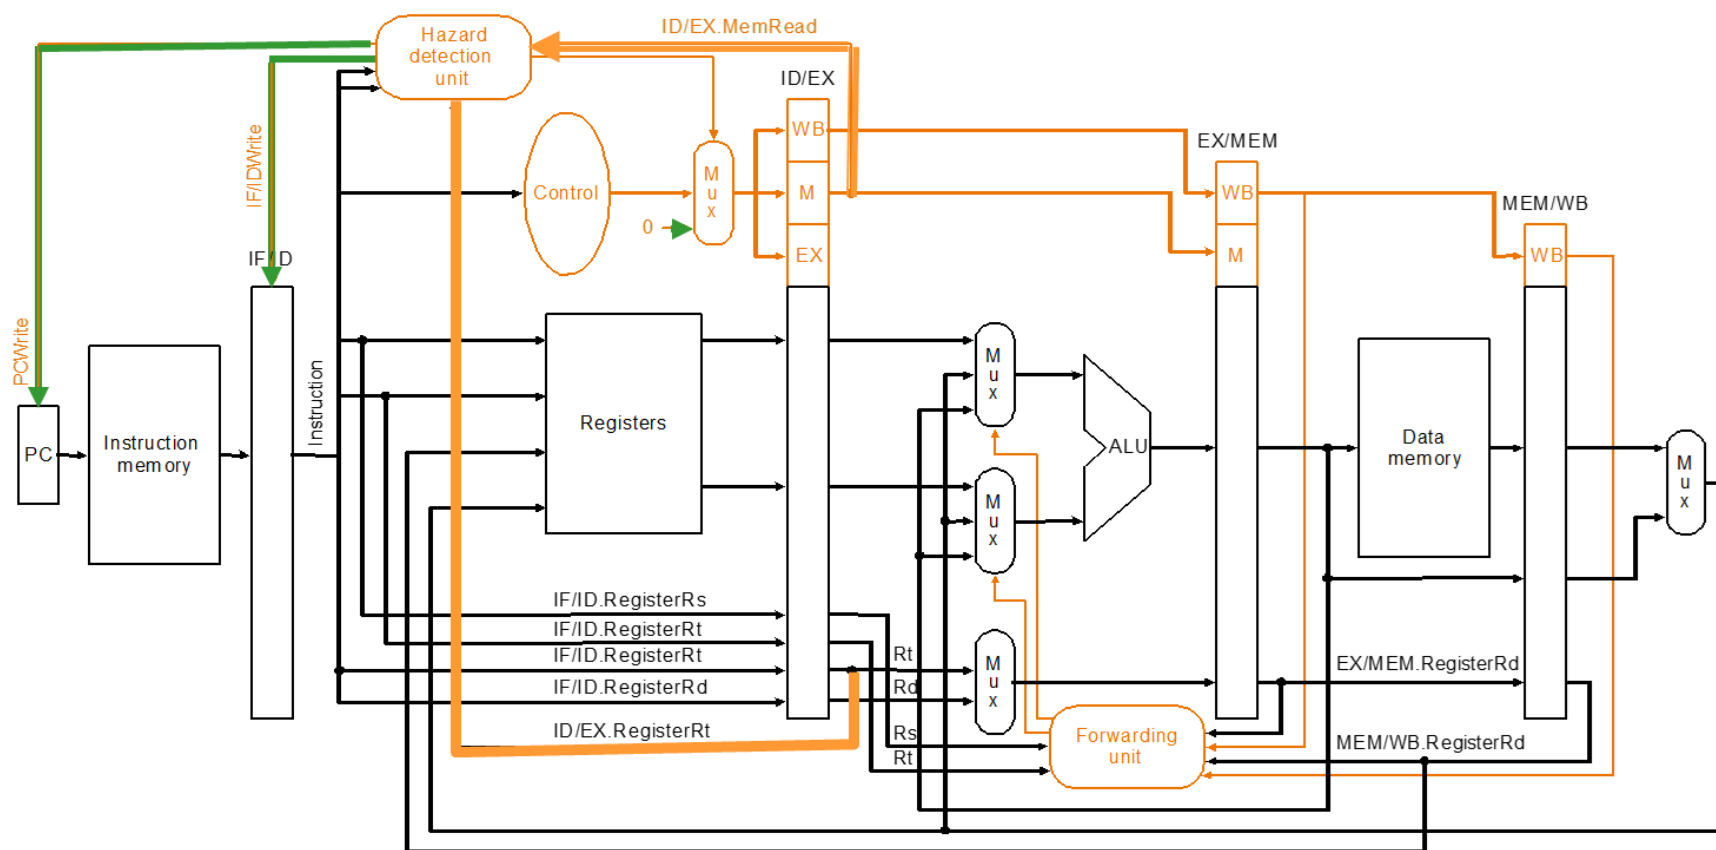 Hazard
detection
unit
ID/EX.MemRead
ID/EX
WB
M
EX
EX/MEM
WB
M
MEM/WB
WB
IF/IDWrite
PCWrite
IF/ID
Control
0
M
u
x
PC
Instruction
memory
Instruction
Registers
M
u
x
M
u
x
ALU
Data
memory
M
u
x
IF/ID.RegisterRs
IF/ID.RegisterRt
IF/ID.RegisterRt
IF/ID.RegisterRd
ID/EX.RegisterRt
Rt
Rd
M
u
x
Rs
Rt
Forwarding
unit
EX/MEM.RegisterRd
MEM/WB.RegisterRd